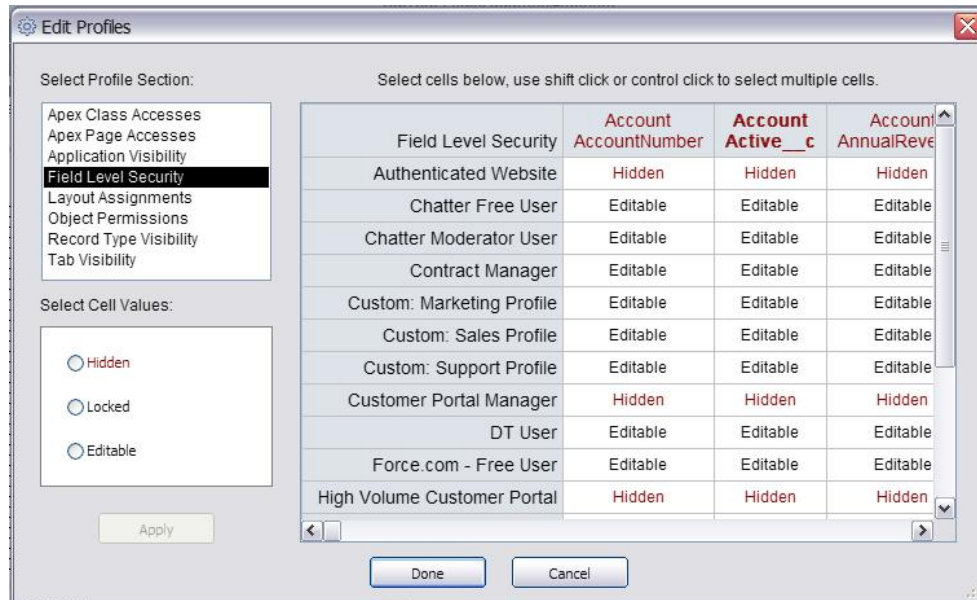 Edit Profiles
Select Profile Section:
Select cells below, use shift click or control click to select multiple cells.
Apex Class Accesses
Apex Page Accesses
Application Visibility
Field Level Security
Layout Assignments
Object Permissions
Record Type Visibility
Tab Visibility
Select Cell Values:
Hidden
Locked
Editable
Apply
Field Level Security Account AccountNumber Account Active__c Account AnnualReve
Authenticated Website Hidden Hidden Hidden
Chatter Free User Editable Editable Editable
Chatter Moderator User Editable Editable Editable
Contract Manager Editable Editable Editable
Custom: Marketing Profile Editable Editable Editable
Custom: Sales Profile Editable Editable Editable
Custom: Support Profile Editable Editable Editable
Customer Portal Manager Hidden Hidden Hidden
DT User Editable Editable Editable
Force.com - Free User Editable Editable Editable
High Volume Customer Portal Hidden Hidden Hidden
Done Cancel